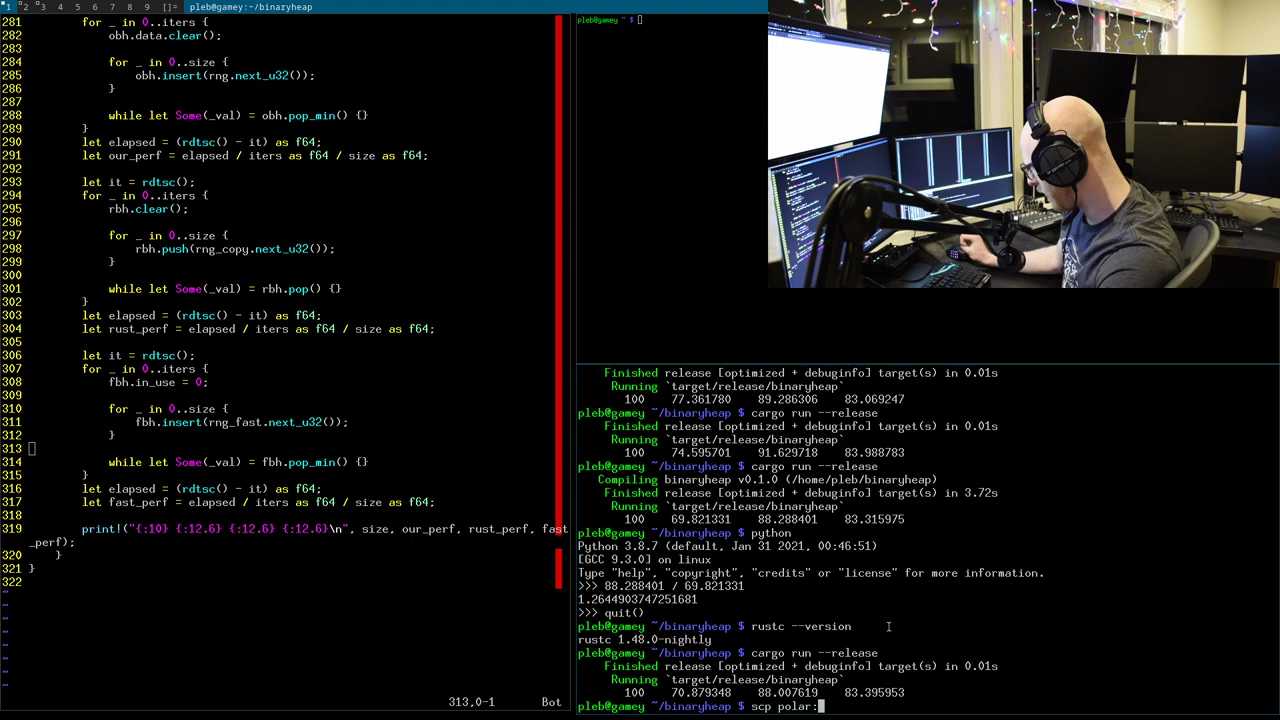 1 2 3 4 5 6 7 8 9 []= pleb@gamey:~/binaryheap
281 for _ in 0..iters {
282 obh.data.clear();
283
284 for _ in 0..size {
285 obh.insert(rng.next_u32());
286 }
287
288 while let Some(_val) = obh.pop_min() {}
289 }
290 let elapsed = (rdtsc() - it) as f64;
291 let our_perf = elapsed / iters as f64 / size as f64;
292
293 let it = rdtsc();
294 for _ in 0..iters {
295 rbh.clear();
296
297 for _ in 0..size {
298 rbh.push(rng_copy.next_u32());
299 }
300
301 while let Some(_val) = rbh.pop() {}
302 }
303 let elapsed = (rdtsc() - it) as f64;
304 let rust_perf = elapsed / iters as f64 / size as f64;
305
306 let it = rdtsc();
307 for _ in 0..iters {
308 fbh.in_use = 0;
309
310 for _ in 0..size {
311 fbh.insert(rng_fast.next_u32());
312 }
313
314 while let Some(_val) = fbh.pop_min() {}
315 }
316 let elapsed = (rdtsc() - it) as f64;
317 let fast_perf = elapsed / iters as f64 / size as f64;
318
319 print!("{:10} {:12.6} {:12.6} {:12.6}\n", size, our_perf, rust_perf, fast
_perf);
320 }
321 }
322
~
~
~
~
~
~
~
~
313,0-1 Bot
pleb@gamey ~ $
Finished release [optimized + debuginfo] target(s) in 0.01s
Running `target/release/binaryheap`
100 77.361780 89.286306 83.069247
pleb@gamey ~/binaryheap $ cargo run --release
Finished release [optimized + debuginfo] target(s) in 0.01s
Running `target/release/binaryheap`
100 74.595701 91.629718 83.988783
pleb@gamey ~/binaryheap $ cargo run --release
Compiling binaryheap v0.1.0 (/home/pleb/binaryheap)
Finished release [optimized + debuginfo] target(s) in 3.72s
Running `target/release/binaryheap`
100 69.821331 88.288401 83.315975
pleb@gamey ~/binaryheap $ python
Python 3.8.7 (default, Jan 31 2021, 00:46:51)
[GCC 9.3.0] on linux
Type "help", "copyright", "credits" or "license" for more information.
>>> 88.288401 / 69.821331
1.2644903747251681
>>> quit()
pleb@gamey ~/binaryheap $ rustc --version
rustc 1.48.0-nightly
pleb@gamey ~/binaryheap $ cargo run --release
Finished release [optimized + debuginfo] target(s) in 0.01s
Running `target/release/binaryheap`
100 70.879348 88.007619 83.395953
pleb@gamey ~/binaryheap $ scp polar: